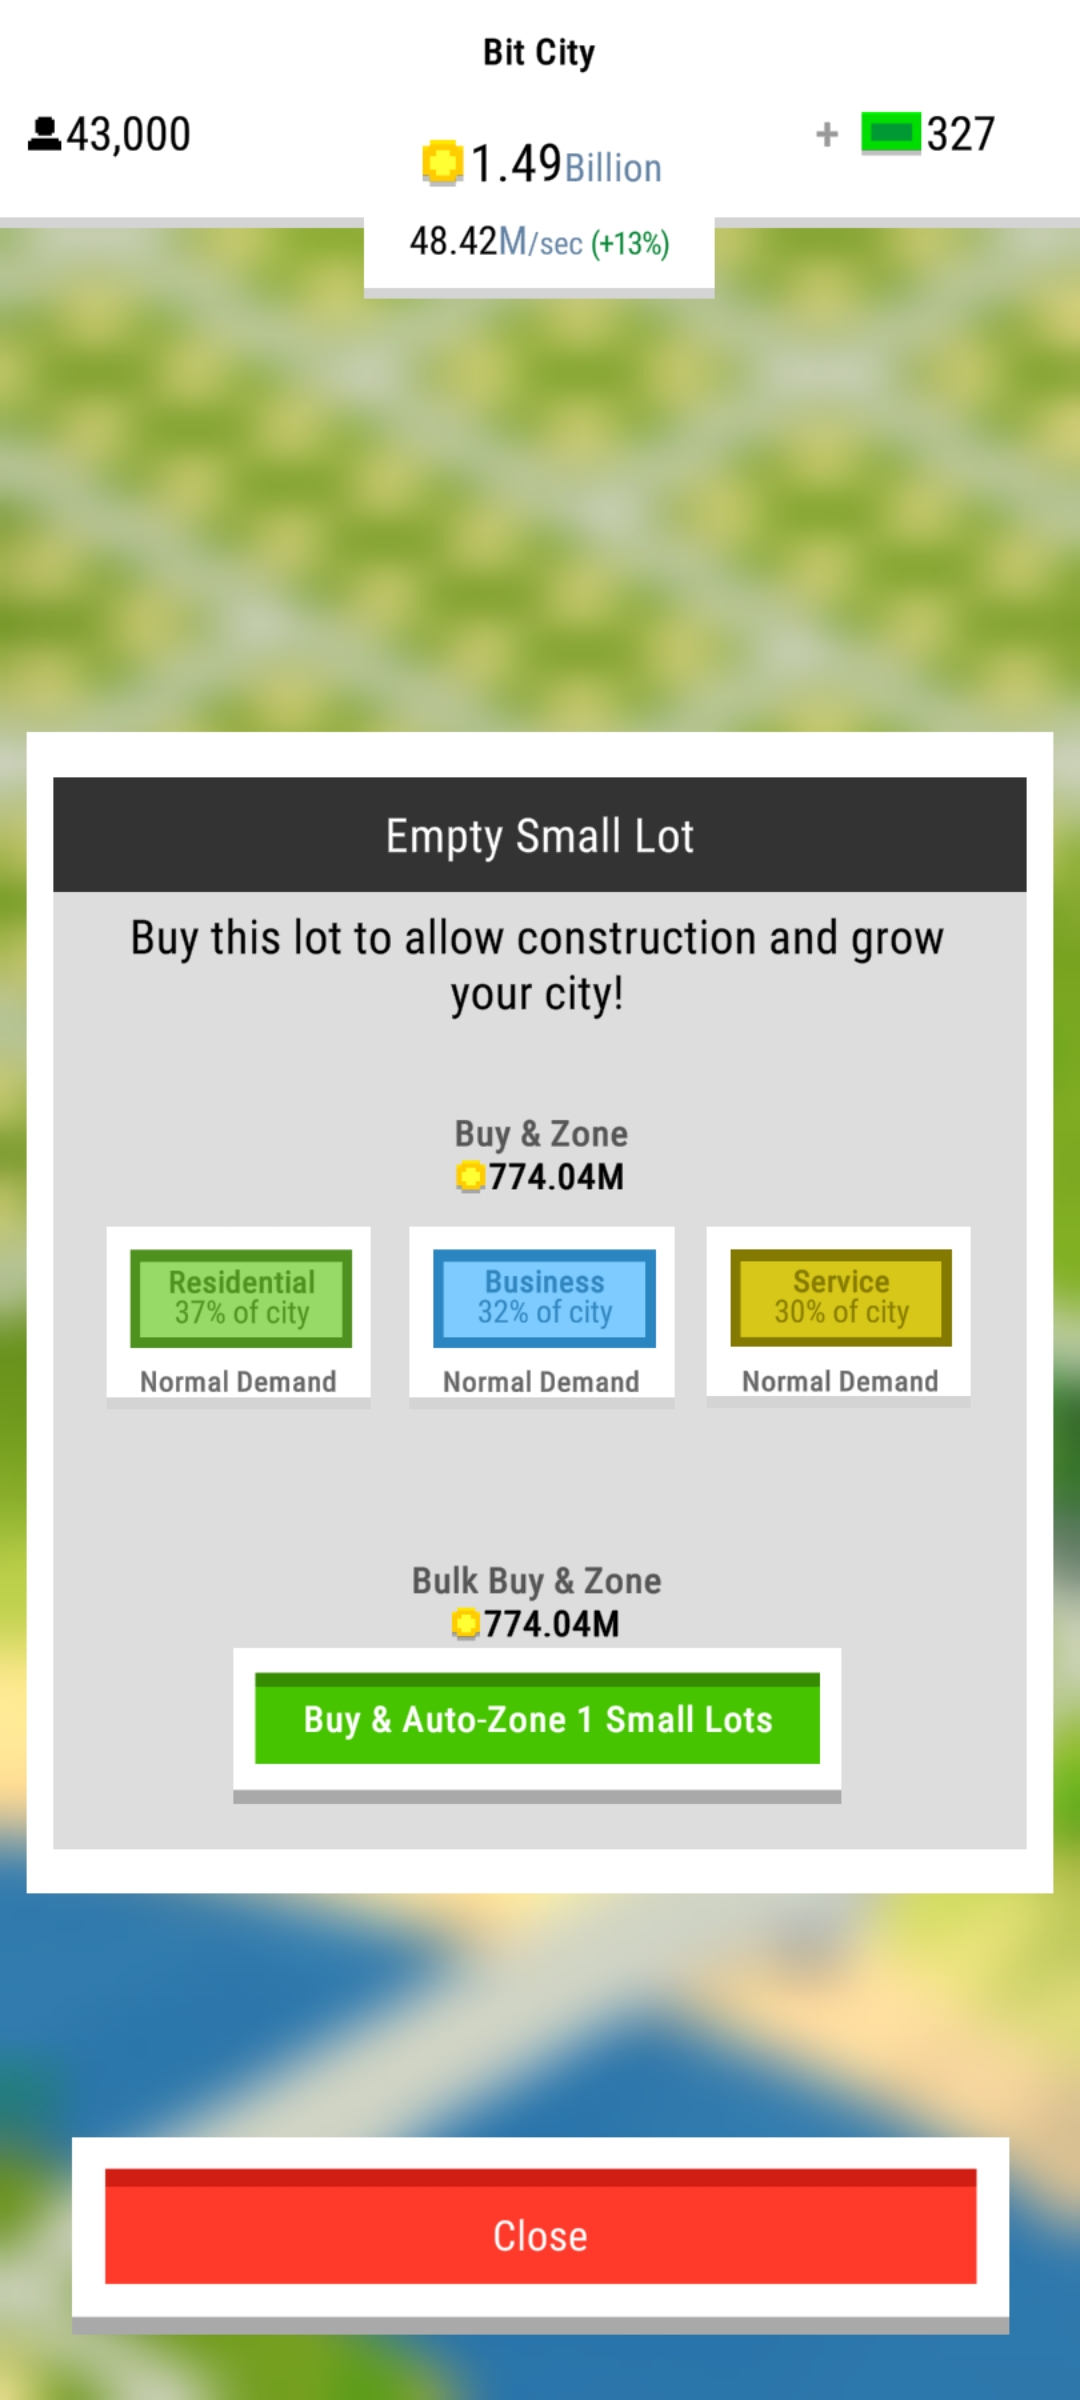 Bit City
43,000
1.49Billion
+ 327
48.42M/sec (+13%)
Empty Small Lot
Buy this lot to allow construction and grow
your city!
Buy & Zone
774.04M
Residential
37% of city
Normal Demand
Business
32% of city
Normal Demand
Service
30% of city
Normal Demand
Bulk Buy & Zone
774.04M
Buy & Auto-Zone 1 Small Lots
Close